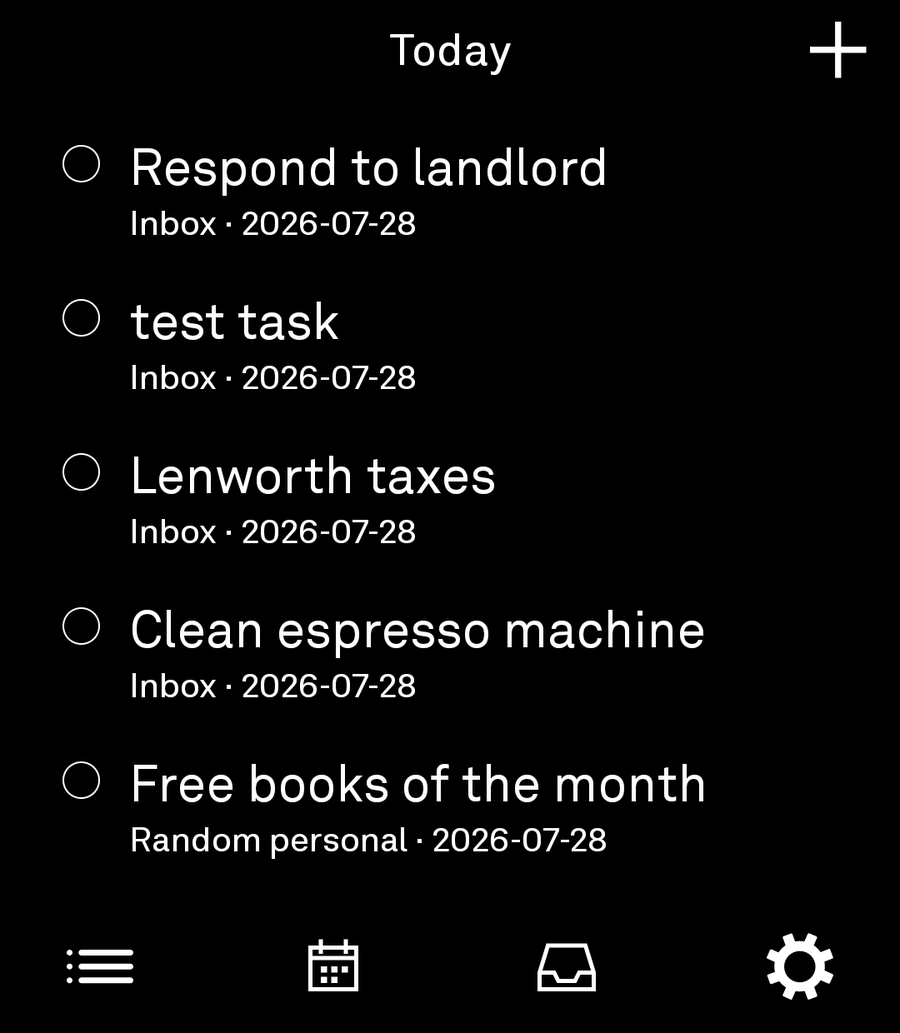 Today
Respond to landlord
Inbox · 2026-07-28
test task
Inbox · 2026-07-28
Lenworth taxes
Inbox · 2026-07-28
Clean espresso machine
Inbox · 2026-07-28
Free books of the month
Random personal · 2026-07-28